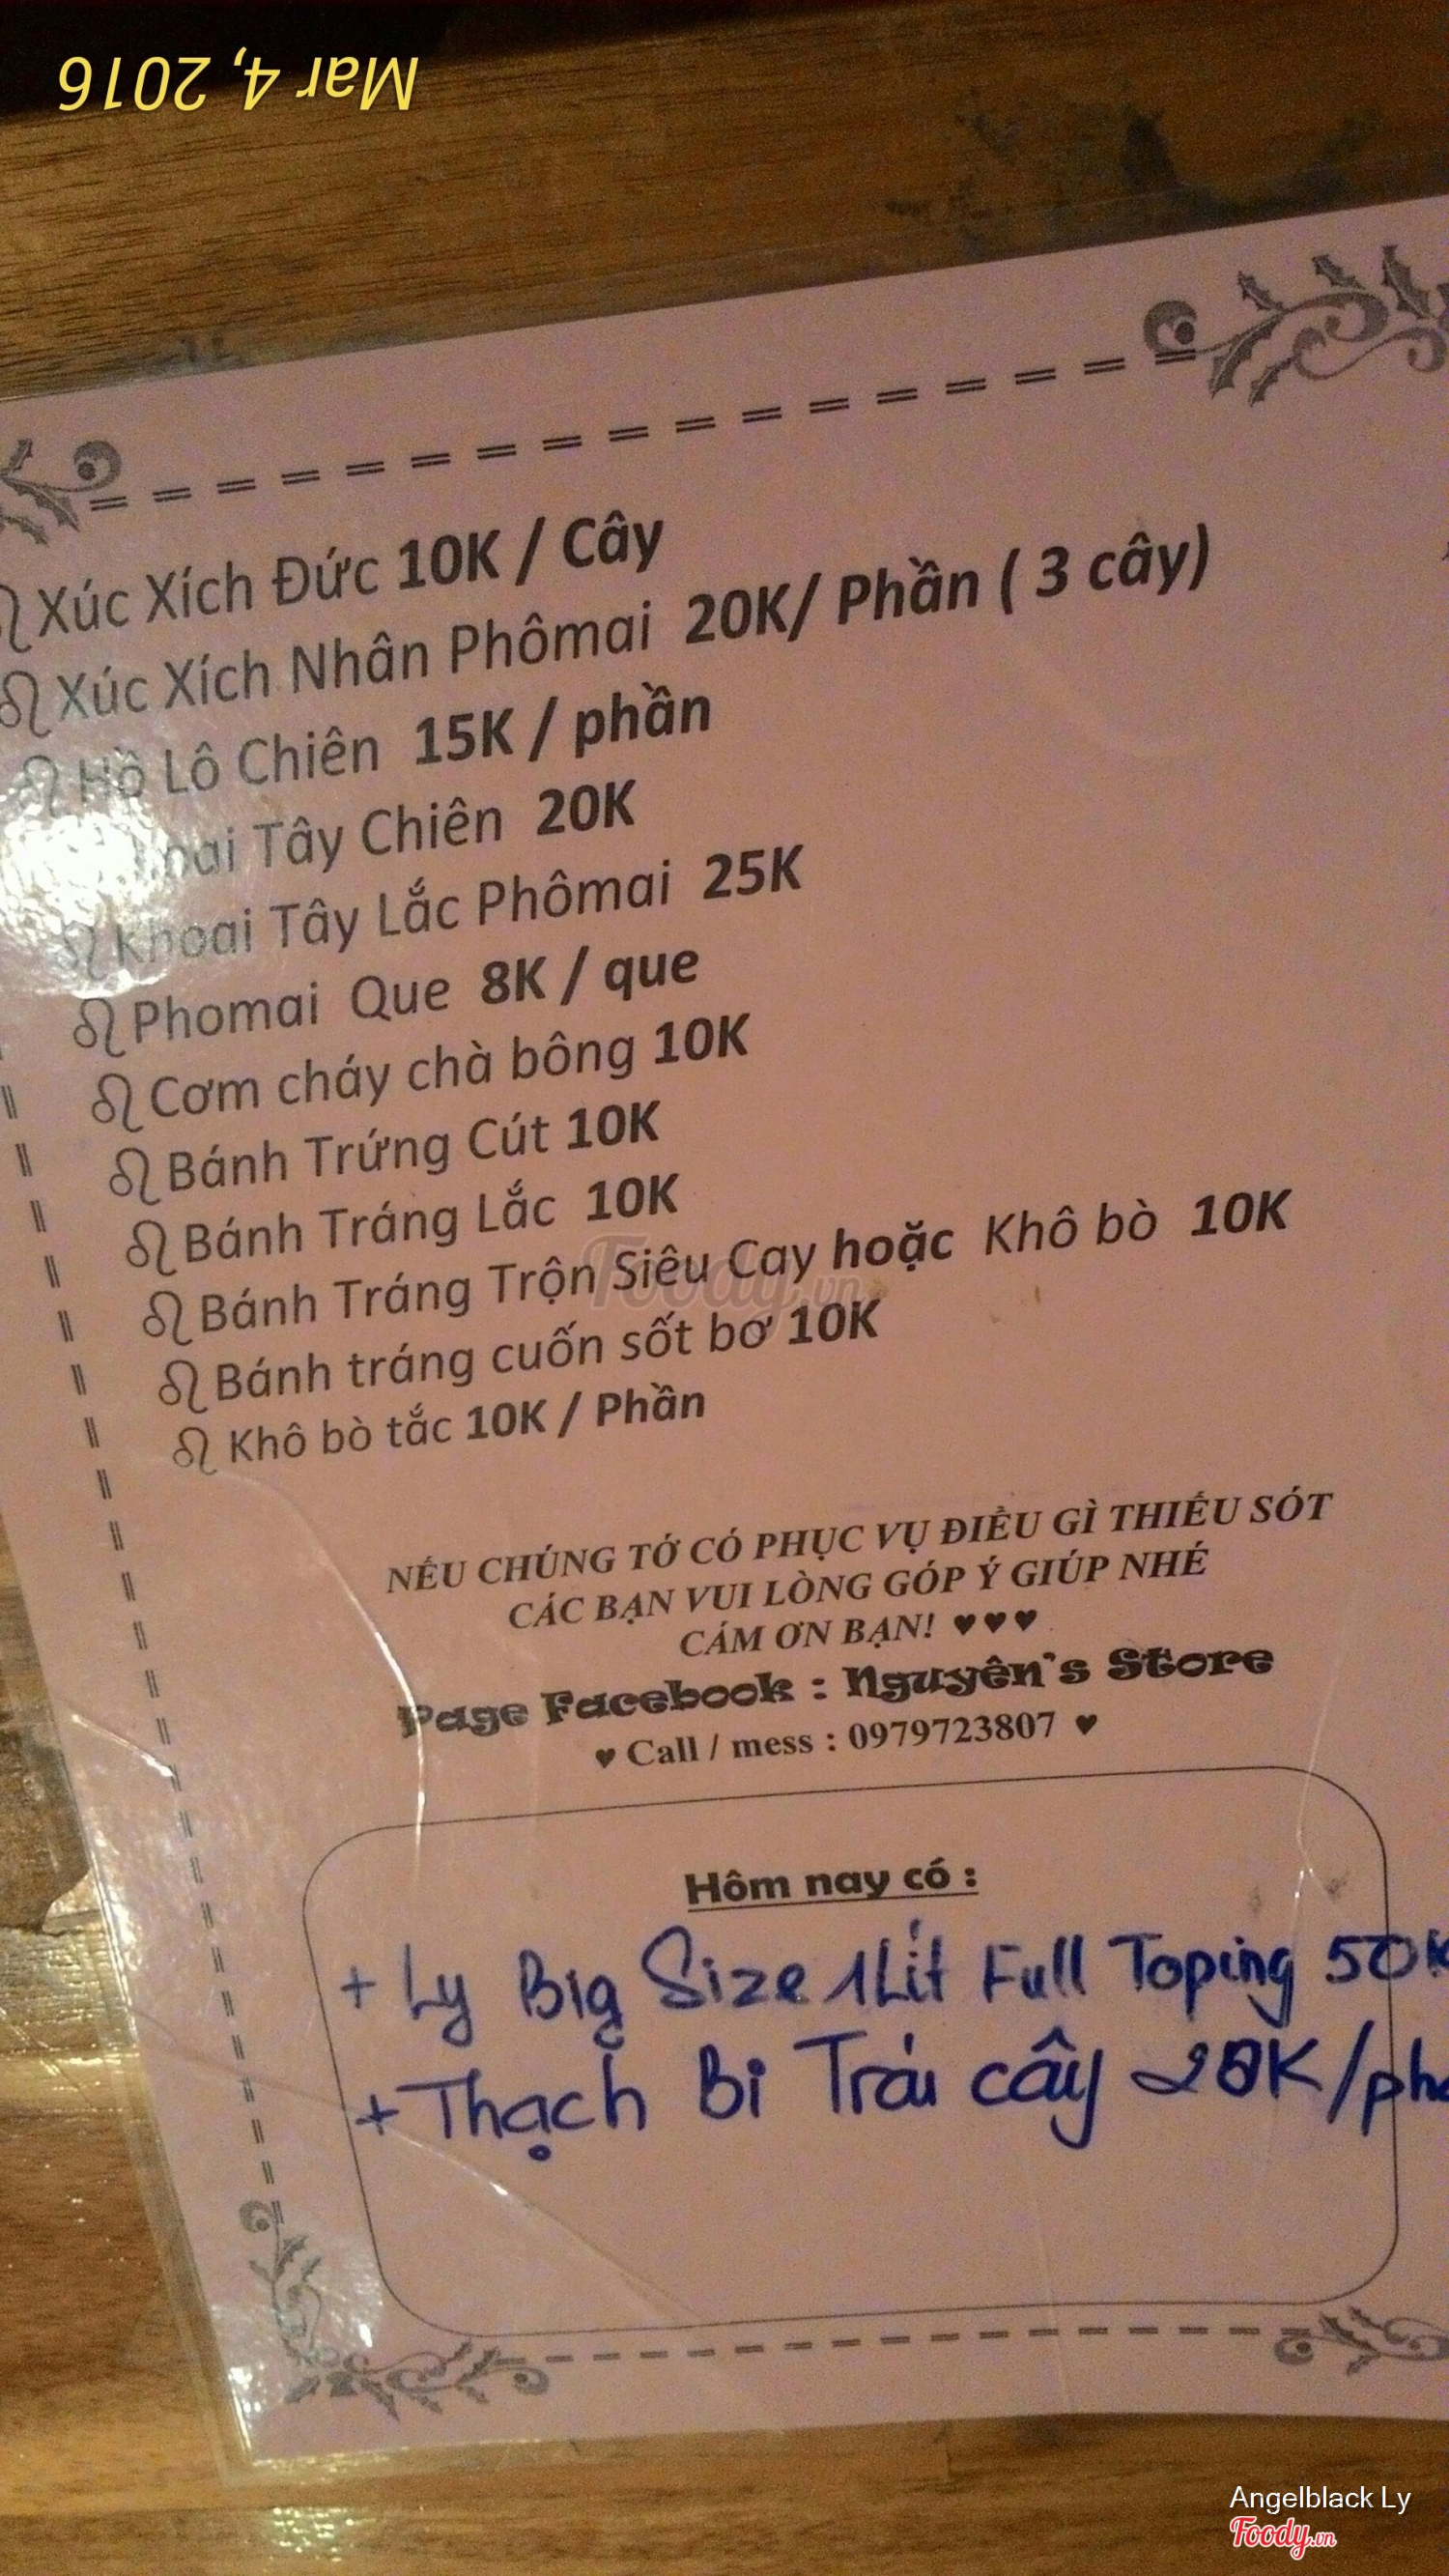 Mar 4, 2016
Xúc Xích Đức 10K / Cây
Xúc Xích Nhân Phômai 20K/ Phần ( 3 cây)
Hồ Lô Chiên 15K / phần
Tây Chiên 20K
Khoai Tây Lắc Phômai 25K
Phomai Que 8K / que
Cơm cháy chà bông 10K
Bánh Trứng Cút 10K
Bánh Tráng Lắc 10K
Bánh Tráng Trộn Siêu Cay hoặc Khô bò 10K
Bánh tráng cuốn sốt bơ 10K
Khô bò tắc 10K / Phần
NẾU CHÚNG TỚ CÓ PHỤC VỤ ĐIỀU GÌ THIẾU SÓT
CÁC BẠN VUI LÒNG GÓP Ý GIÚP NHÉ
CÁM ƠN BẠN! ♥♥♥
Page Facebook : Nguyên's Store
♥ Call / mess : 0979723807 ♥
Hôm nay có :
+ Ly Big Size 1Lít Full Toping 50K
+ Thạch Bi Trái cây 20K/
Foody.vn
Angelblack Ly
Foody.vn